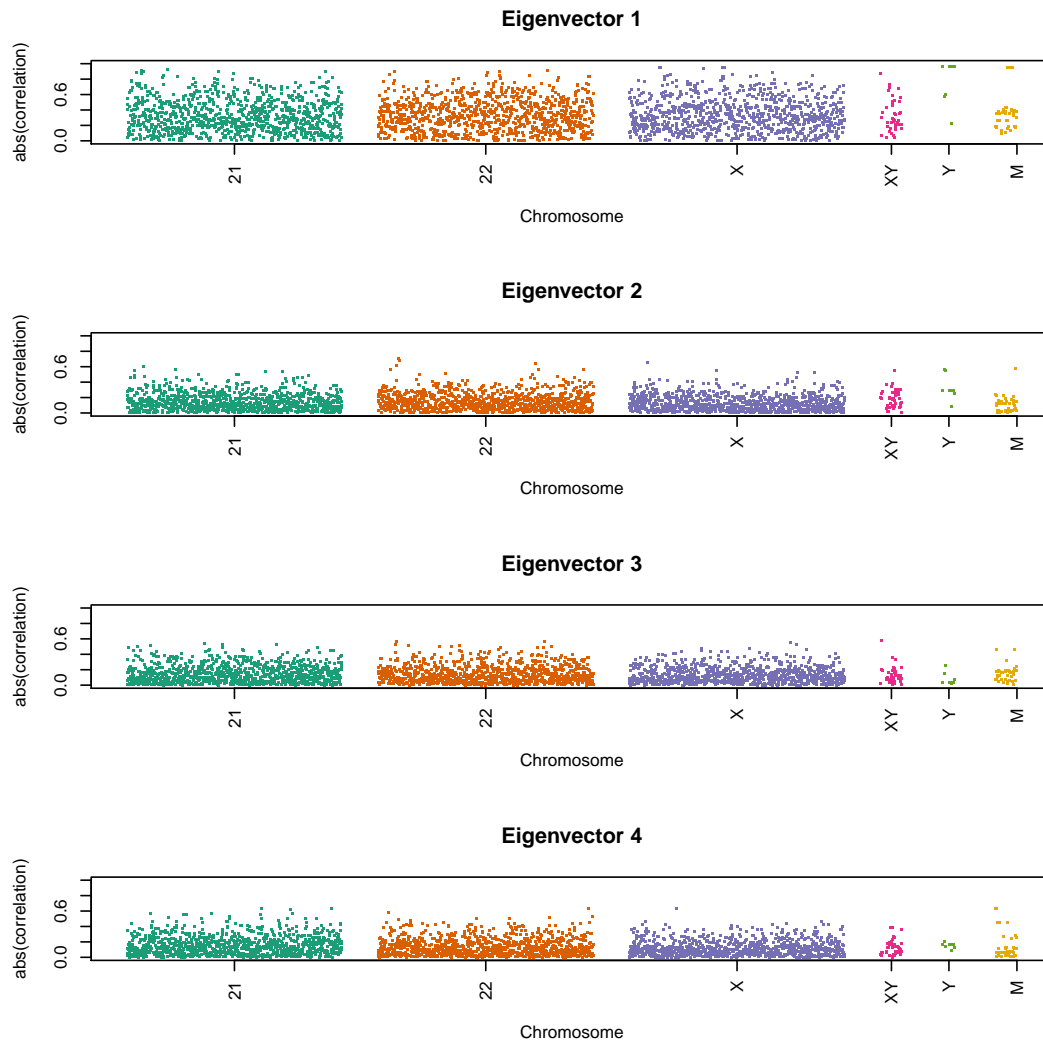 Eigenvector 1
abs(correlation)
0.6
0.0
21 22 X XY Y M
Chromosome
Eigenvector 2
abs(correlation)
0.6
0.0
21 22 X XY Y M
Chromosome
Eigenvector 3
abs(correlation)
0.6
0.0
21 22 X XY Y M
Chromosome
Eigenvector 4
abs(correlation)
0.6
0.0
21 22 X XY Y M
Chromosome